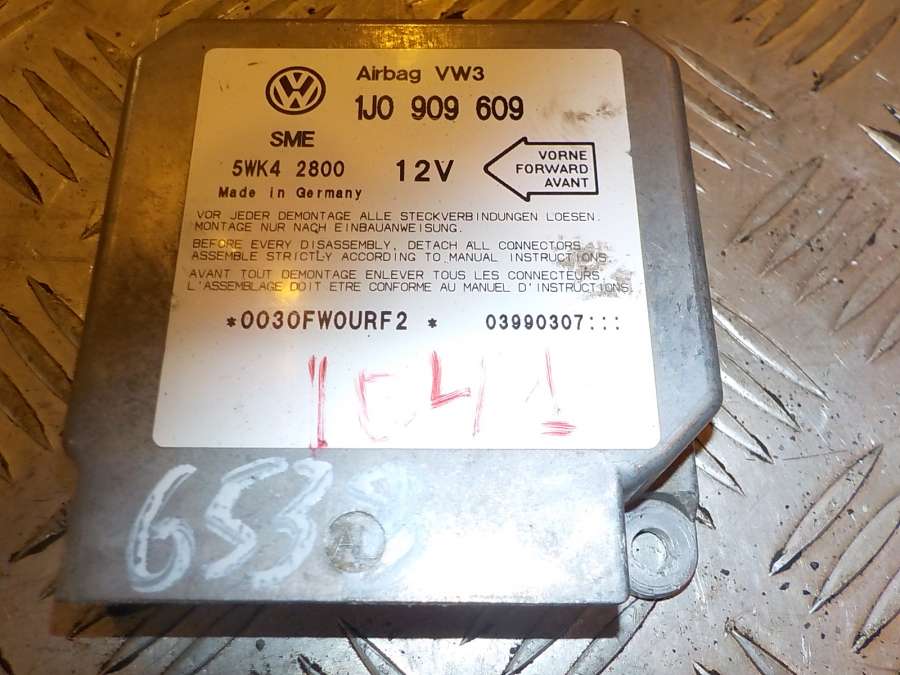 Airbag VW3
1J0 909 609
SME
5WK4 2800 12V
Made in Germany
VORNE
FORWARD
AVANT
VOR JEDER DEMONTAGE ALLE STECKVERBINDUNGEN LOESEN.
MONTAGE NUR NACH EINBAUANWEISUNG.
BEFORE EVERY DISASSEMBLY, DETACH ALL CONNECTORS.
ASSEMBLE STRICTLY ACCORDING TO MANUAL INSTRUCTIONS.
AVANT TOUT DEMONTAGE ENLEVER TOUS LES CONNECTEURS.
L'ASSEMBLAGE DOIT ETRE CONFORME AU MANUEL D'INSTRUCTIONS.
*0030FW0URF2 * 03990307:::
6538